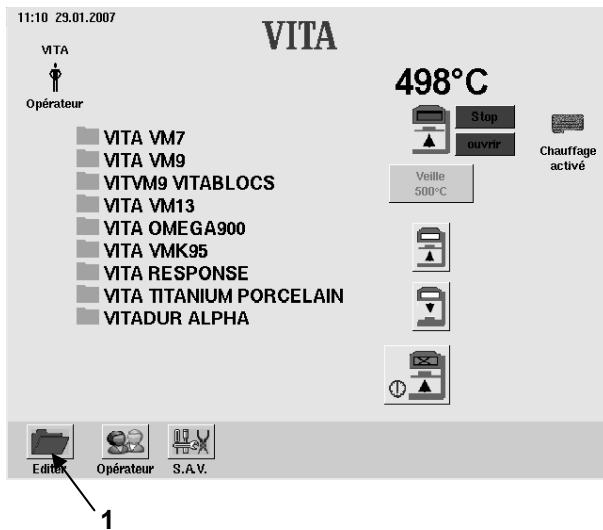 11:10 29.01.2007
VITA
VITA
Opérateur
498°C
Stop
ouvrir
Chauffage
activé
Veille
500°C
VITA VM7
VITA VM9
VITVM9 VITABLOCS
VITA VM13
VITA OMEGA900
VITA VMK95
VITA RESPONSE
VITA TITANIUM PORCELAIN
VITADUR ALPHA
Editer
Opérateur
S.A.V.
1